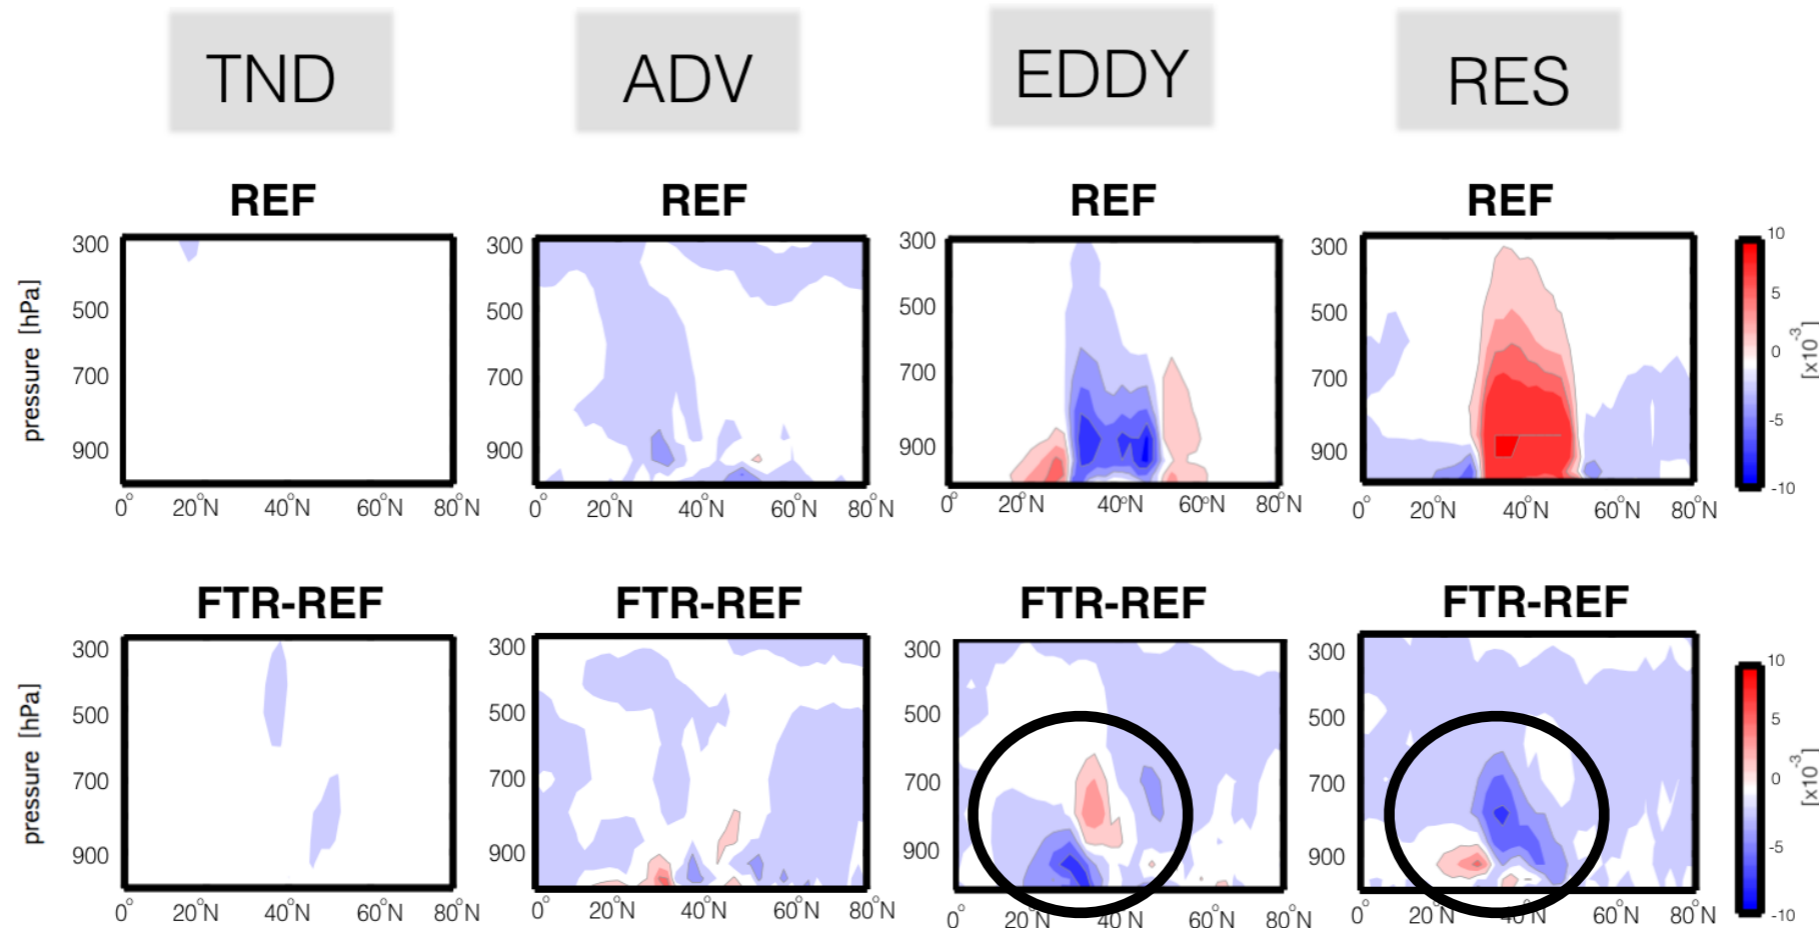 TND ADV EDDY RES
REF REF REF REF
300 300 300 300 10
500 500 500 500 5
pressure [hPa] 0 [x10⁻³]
700 700 700 700 -5
900 900 900 900 -10
0° 20°N 40°N 60°N 80°N 0° 20°N 40°N 60°N 80°N 0° 20°N 40°N 60°N 80°N 0° 20°N 40°N 60°N 80°N
FTR-REF FTR-REF FTR-REF FTR-REF
300 300 300 300 10
500 500 500 500 5
pressure [hPa] 0 [x10⁻³]
700 700 700 700 -5
900 900 900 900 -10
0° 20°N 40°N 60°N 80°N 0° 20°N 40°N 60°N 80°N 0° 20°N 40°N 60°N 80°N 0° 20°N 40°N 60°N 80°N